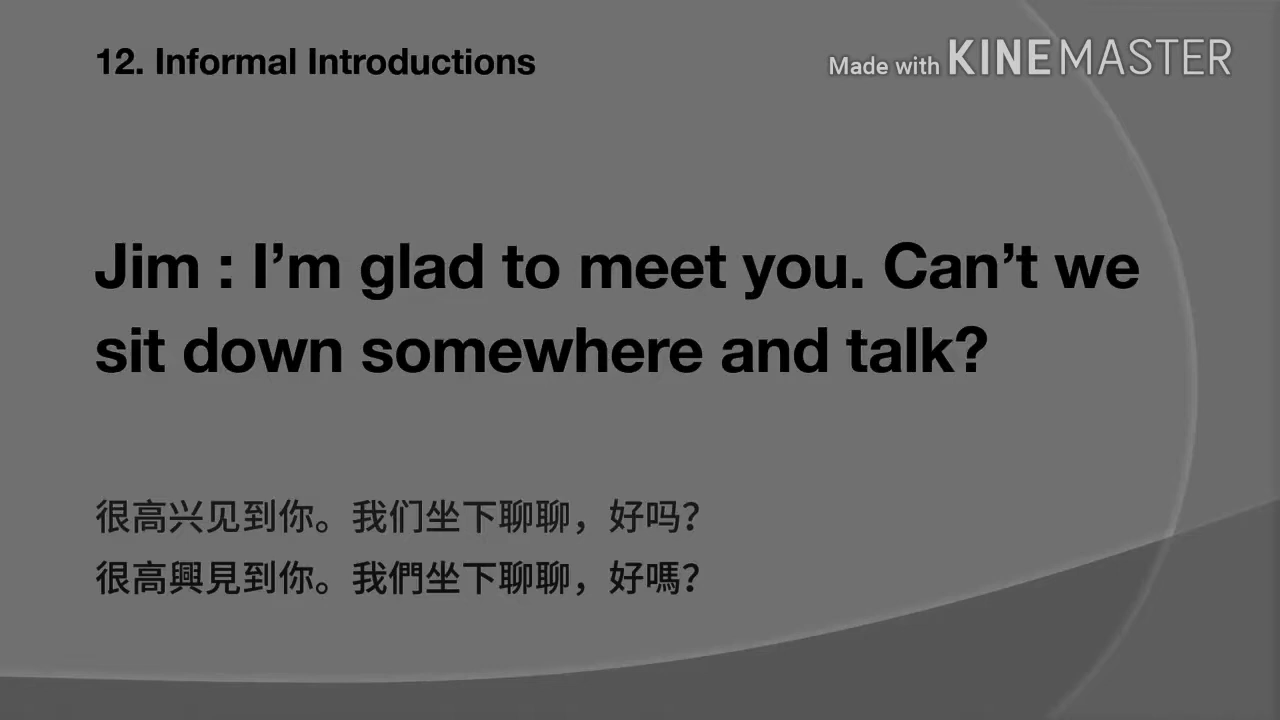 12. Informal Introductions
Made with KINEMASTER
Jim : I’m glad to meet you. Can’t we
sit down somewhere and talk?
很高兴见到你。我们坐下聊聊，好吗？
很高興見到你。我們坐下聊聊，好嗎？